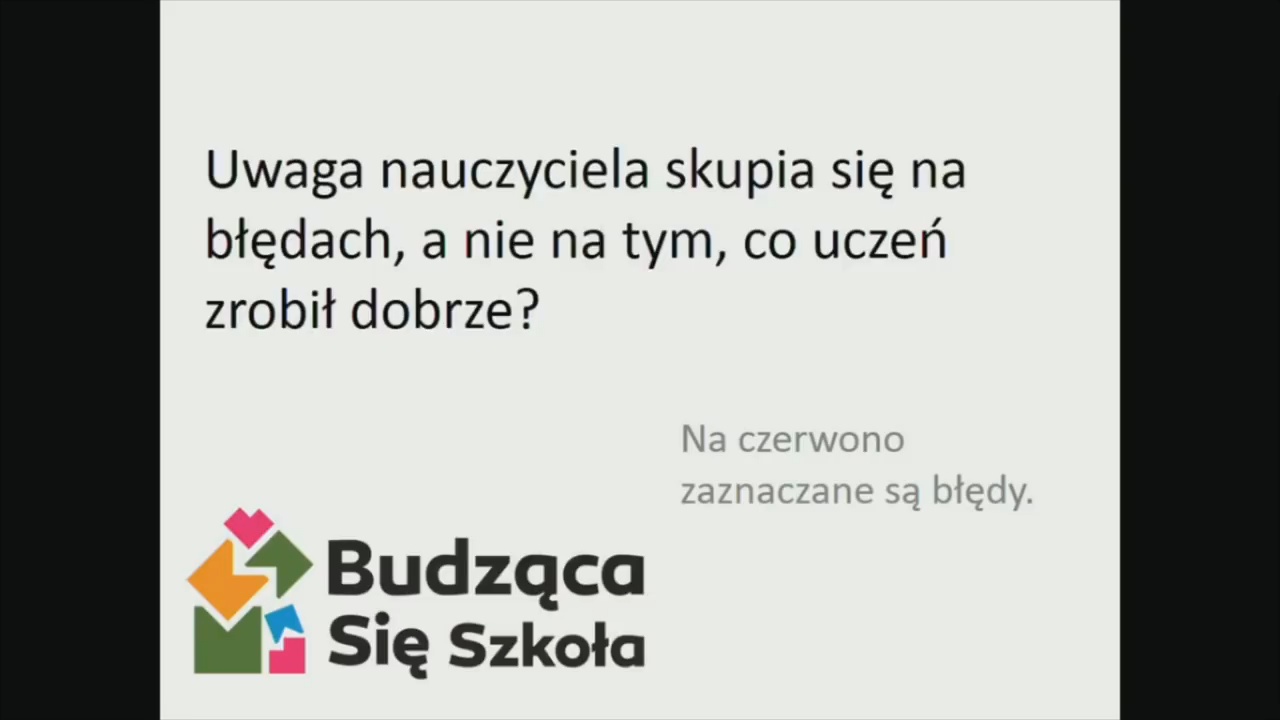 Uwaga nauczyciela skupia się na
błędach, a nie na tym, co uczeń
zrobił dobrze?
Na czerwono
zaznaczane są błędy.
Budząca
Się Szkoła